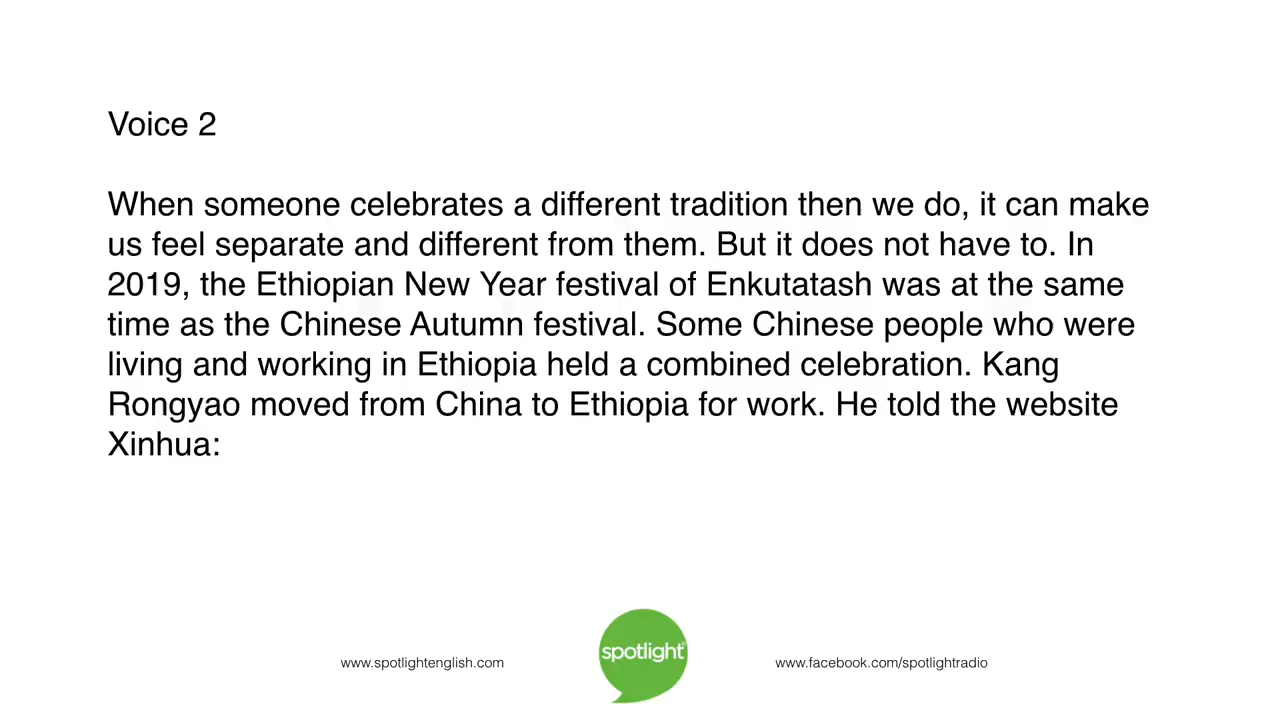 Voice 2
When someone celebrates a different tradition then we do, it can make
us feel separate and different from them. But it does not have to. In
2019, the Ethiopian New Year festival of Enkutatash was at the same
time as the Chinese Autumn festival. Some Chinese people who were
living and working in Ethiopia held a combined celebration. Kang
Rongyao moved from China to Ethiopia for work. He told the website
Xinhua:
www.spotlightenglish.com
spotlight®
www.facebook.com/spotlightradio